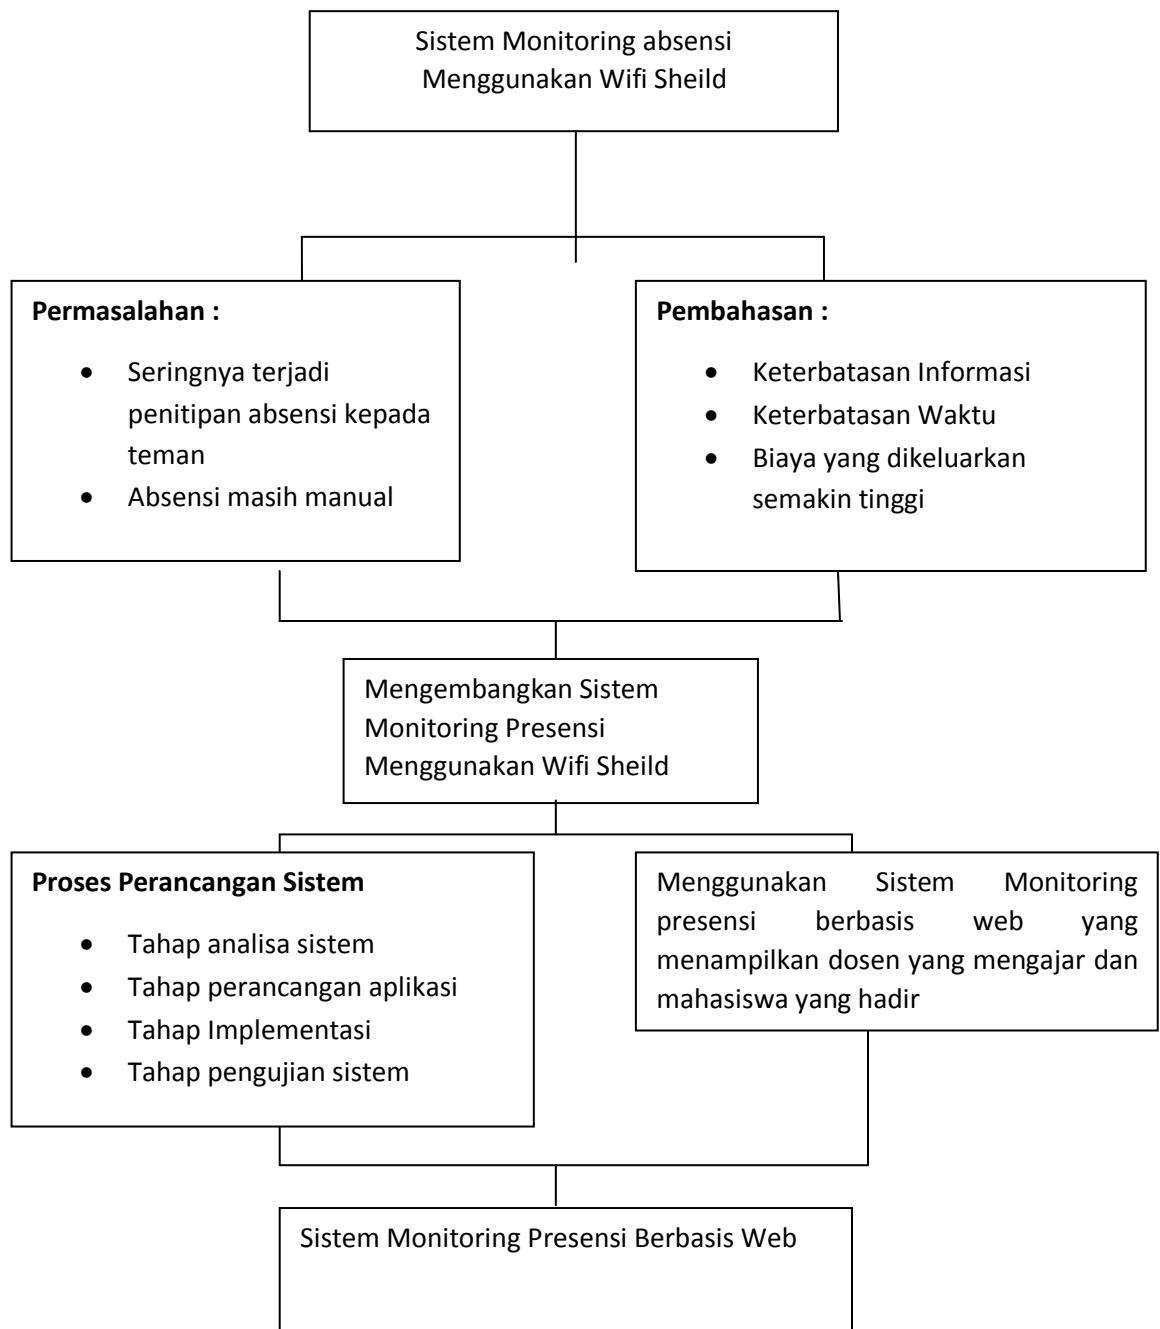 Sistem Monitoring absensi
Menggunakan Wifi Sheild
Permasalahan :
• Seringnya terjadi
penitipan absensi kepada
teman
• Absensi masih manual
Pembahasan :
• Keterbatasan Informasi
• Keterbatasan Waktu
• Biaya yang dikeluarkan
semakin tinggi
Mengembangkan Sistem
Monitoring Presensi
Menggunakan Wifi Sheild
Proses Perancangan Sistem
• Tahap analisa sistem
• Tahap perancangan aplikasi
• Tahap Implementasi
• Tahap pengujian sistem
Menggunakan Sistem Monitoring
presensi berbasis web yang
menampilkan dosen yang mengajar dan
mahasiswa yang hadir
Sistem Monitoring Presensi Berbasis Web